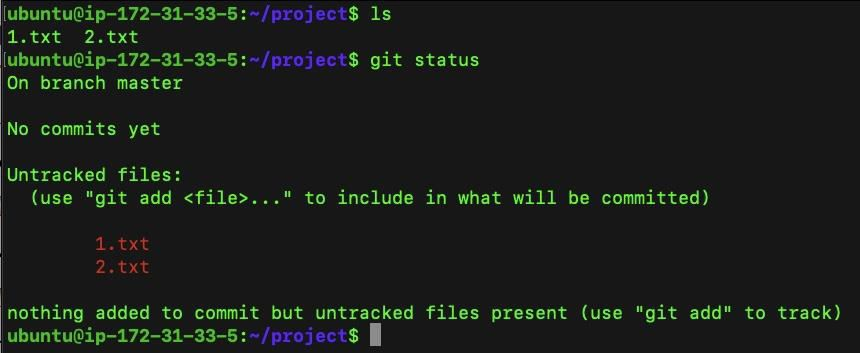 [ubuntu@ip-172-31-33-5:~/project$ ls
1.txt  2.txt
[ubuntu@ip-172-31-33-5:~/project$ git status
On branch master
No commits yet
Untracked files:
  (use "git add <file>..." to include in what will be committed)
        1.txt
        2.txt
nothing added to commit but untracked files present (use "git add" to track)
ubuntu@ip-172-31-33-5:~/project$